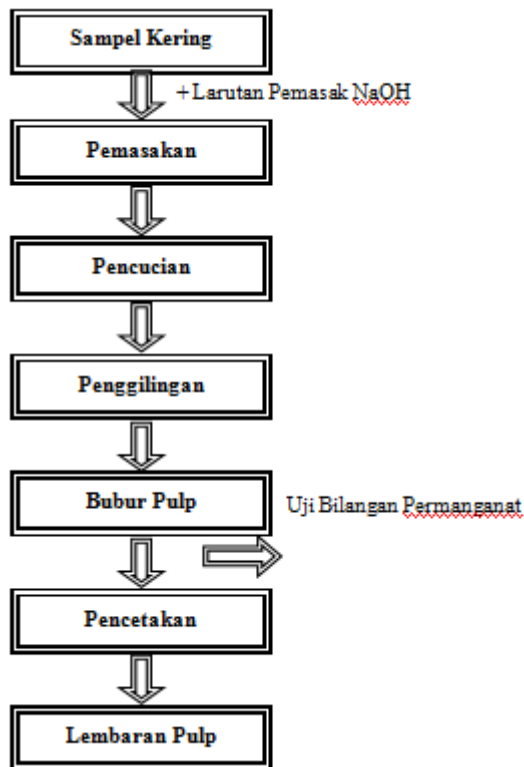 Sampel Kering
+Larutan Pemasak NaOH
Pemasakan
Pencucian
Penggilingan
Bubur Pulp
Uji Bilangan Permanganat
Pencetakan
Lembaran Pulp